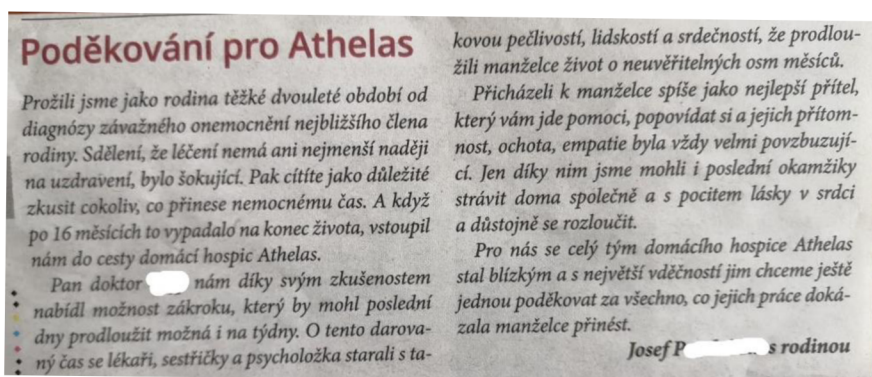 Poděkování pro Athelas
Prožili jsme jako rodina těžké dvouleté období od
diagnózy závažného onemocnění nejbližšího člena
rodiny. Sdělení, že léčení nemá ani nejmenší naději
na uzdravení, bylo šokující. Pak cítíte jako důležité
zkusit cokoliv, co přinese nemocnému čas. A když
po 16 měsících to vypadalo na konec života, vstoupil
nám do cesty domácí hospic Athelas.
Pan doktor nám díky svým zkušenostem
nabídl možnost zákroku, který by mohl poslední
dny prodloužit možná i na týdny. O tento darova-
ný čas se lékaři, sestřičky a psycholožka starali s ta-
kovou pečlivostí, lidskostí a srdečností, že prodlou-
žili manželce život o neuvěřitelných osm měsíců.
Přicházeli k manželce spíše jako nejlepší přítel,
který vám jde pomoci, popovídat si a jejich přítom-
nost, ochota, empatie byla vždy velmi povzbuzují-
cí. Jen díky nim jsme mohli i poslední okamžiky
strávit doma společně a s pocitem lásky v srdci
a důstojně se rozloučit.
Pro nás se celý tým domácího hospice Athelas
stal blízkým a s největší vděčností jim chceme ještě
jednou poděkovat za všechno, co jejich práce doká-
zala manželce přinést.
Josef P s rodinou